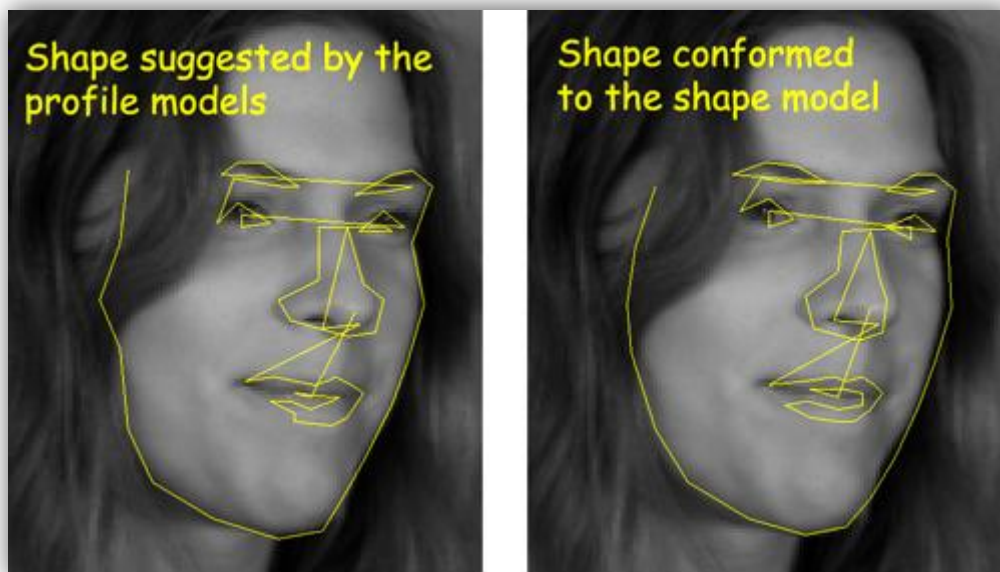 Shape suggested by the
profile models
Shape conformed
to the shape model